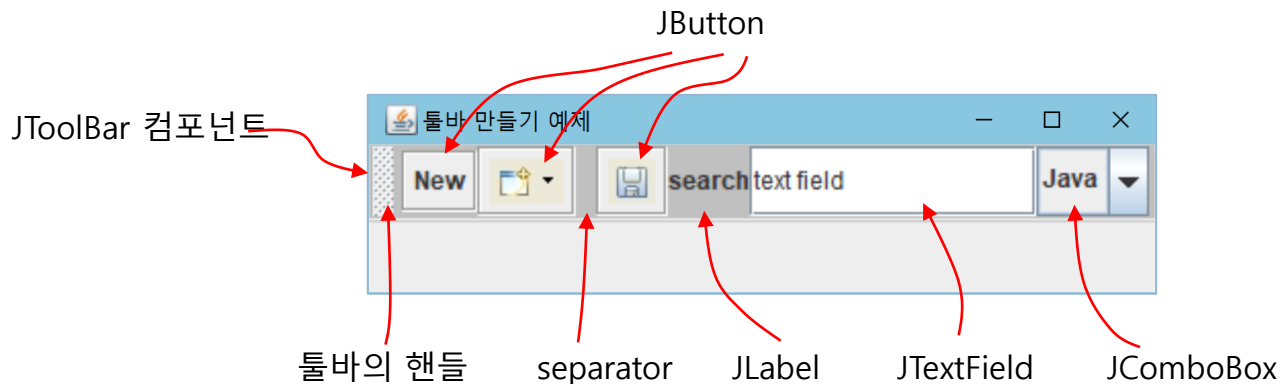 JButton
JToolBar 컴포넌트
툴바 만들기 예제
New
search
text field
Java
툴바의 핸들
separator
JLabel
JTextField
JComboBox